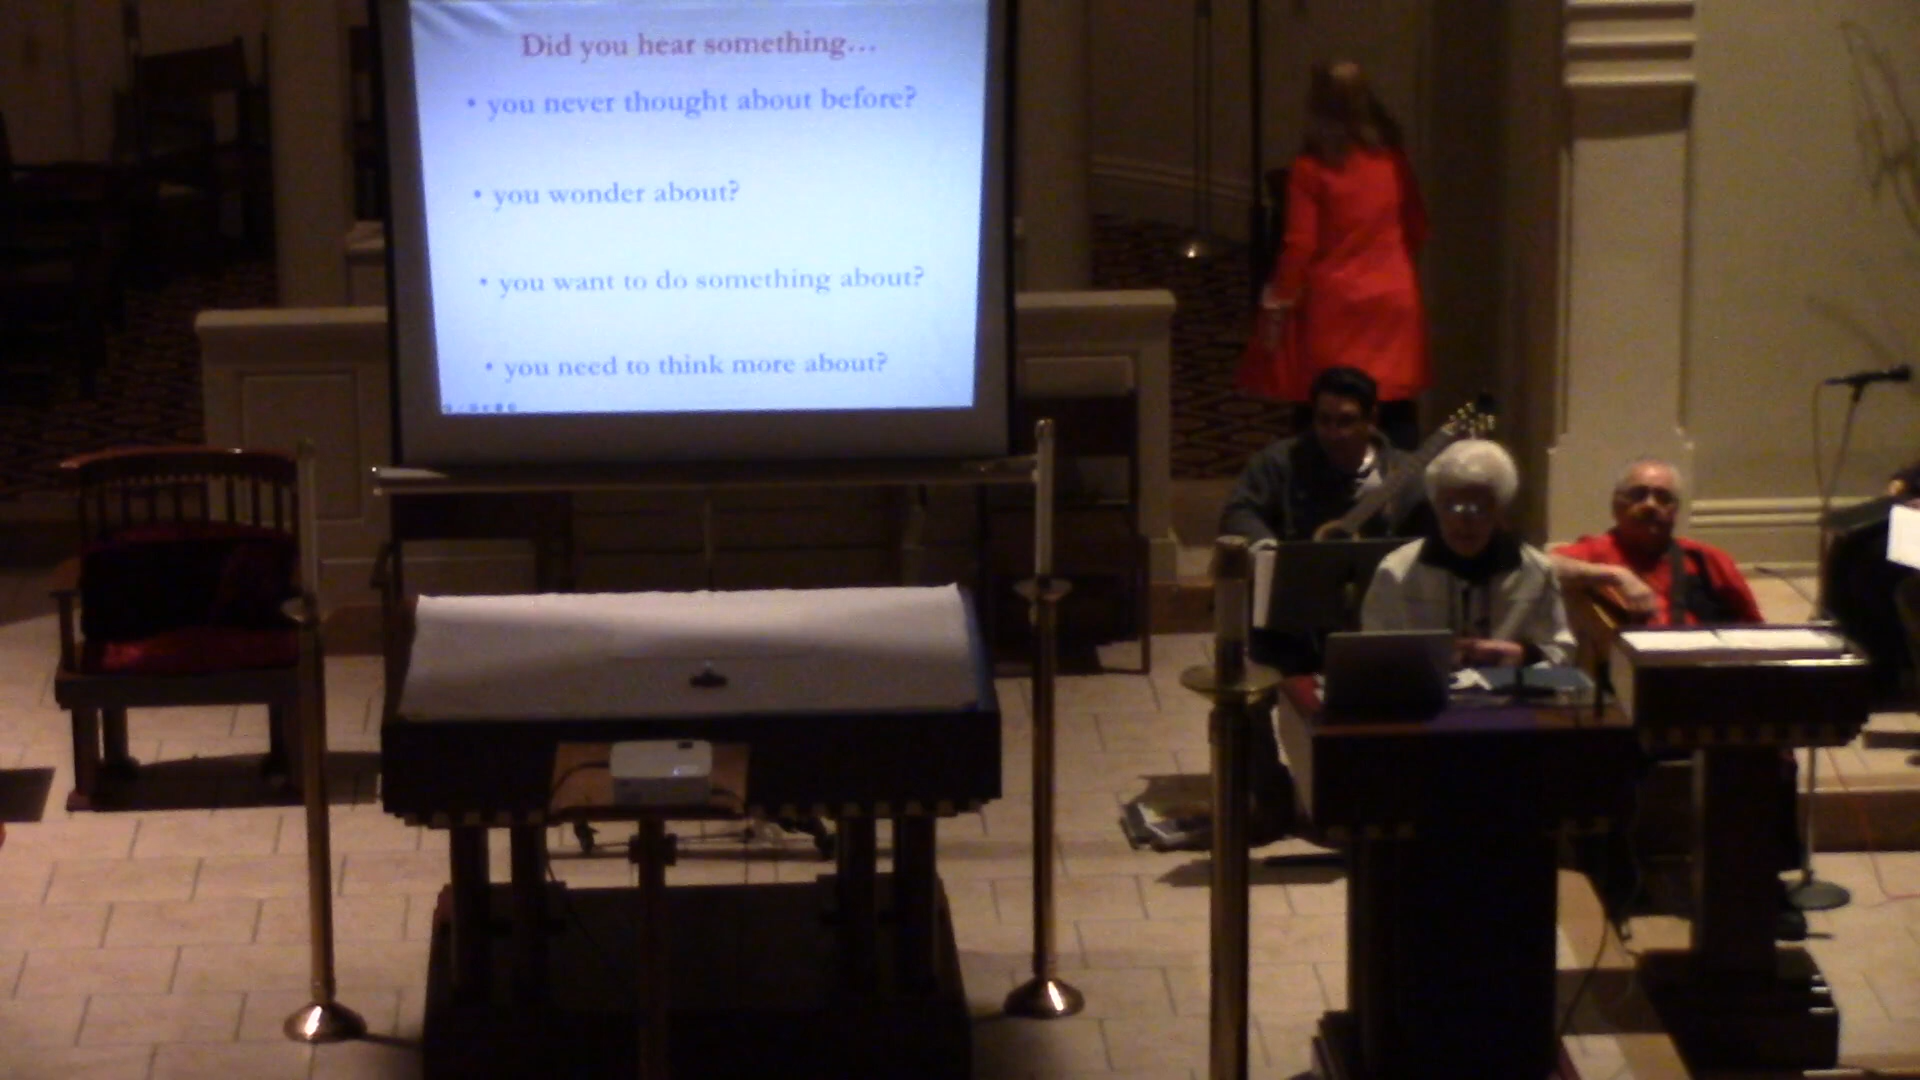 Did you hear something...
• you never thought about before?
• you wonder about?
• you want to do something about?
• you need to think more about?